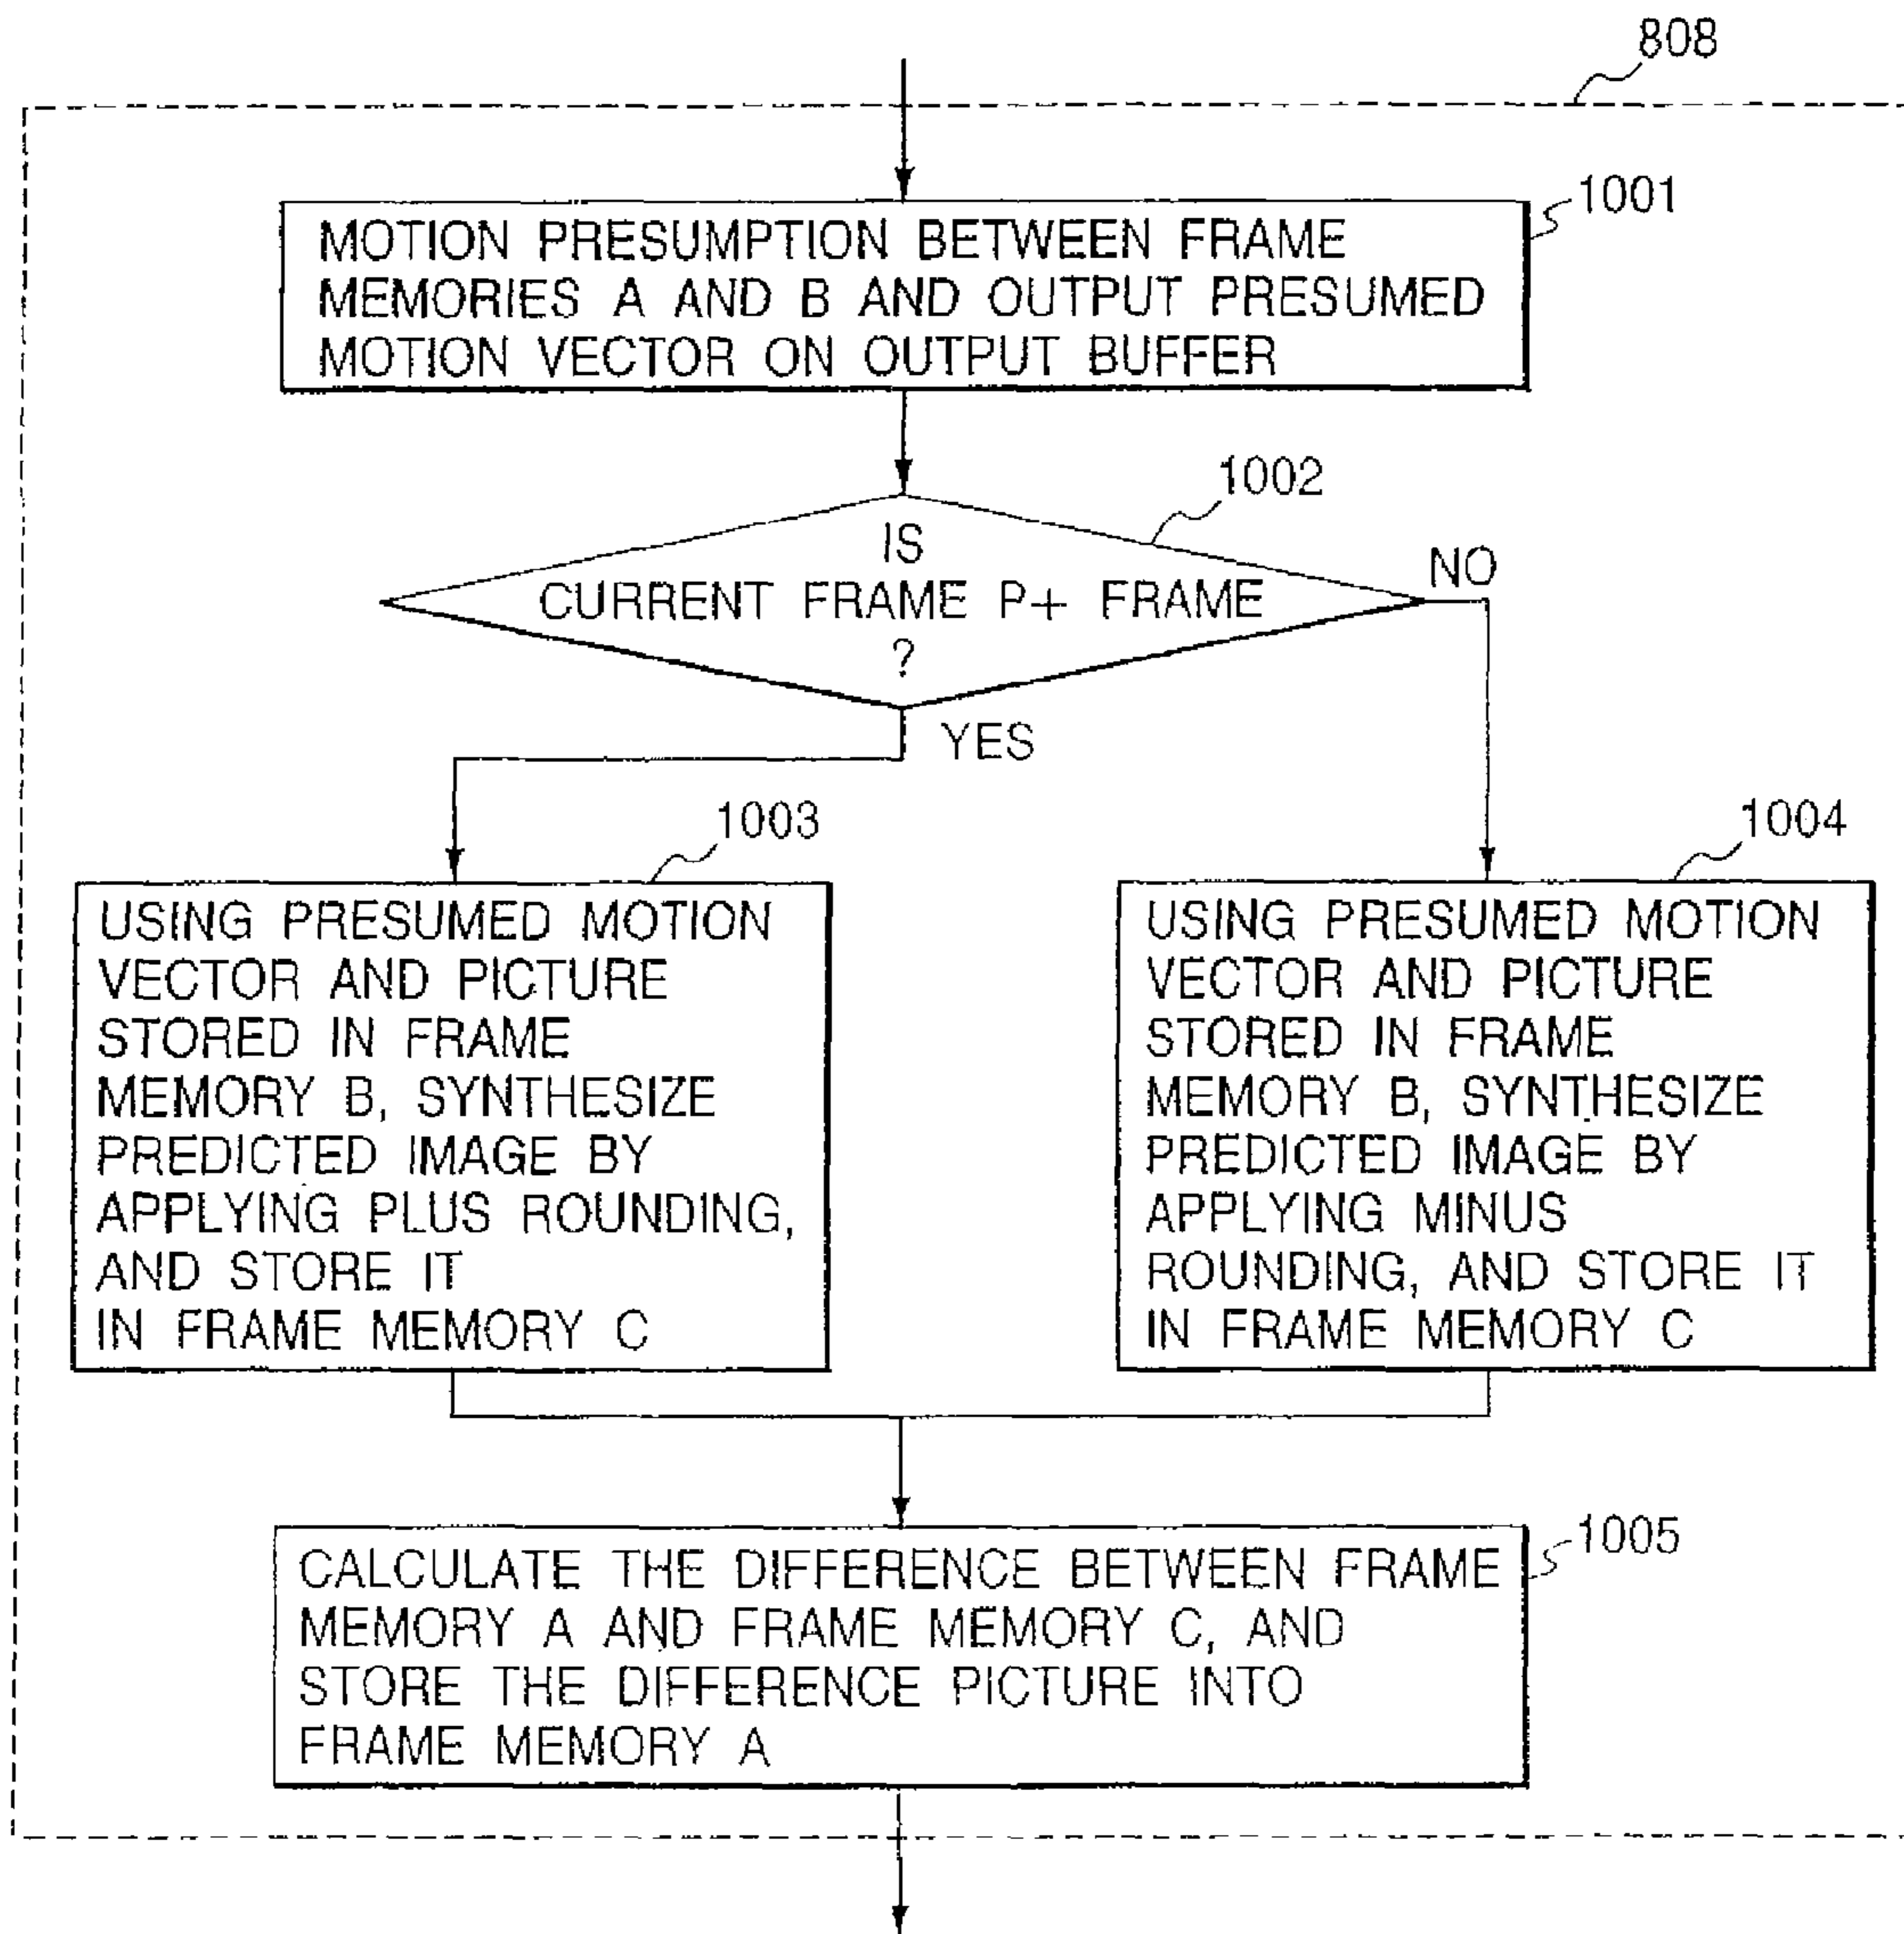 808
1001
MOTION PRESUMPTION BETWEEN FRAME
MEMORIES A AND B AND OUTPUT PRESUMED
MOTION VECTOR ON OUTPUT BUFFER
1002
IS
CURRENT FRAME P+ FRAME
?
NO
YES
1003
USING PRESUMED MOTION
VECTOR AND PICTURE
STORED IN FRAME
MEMORY B, SYNTHESIZE
PREDICTED IMAGE BY
APPLYING PLUS ROUNDING,
AND STORE IT
IN FRAME MEMORY C
1004
USING PRESUMED MOTION
VECTOR AND PICTURE
STORED IN FRAME
MEMORY B, SYNTHESIZE
PREDICTED IMAGE BY
APPLYING MINUS
ROUNDING, AND STORE IT
IN FRAME MEMORY C
1005
CALCULATE THE DIFFERENCE BETWEEN FRAME
MEMORY A AND FRAME MEMORY C, AND
STORE THE DIFFERENCE PICTURE INTO
FRAME MEMORY A